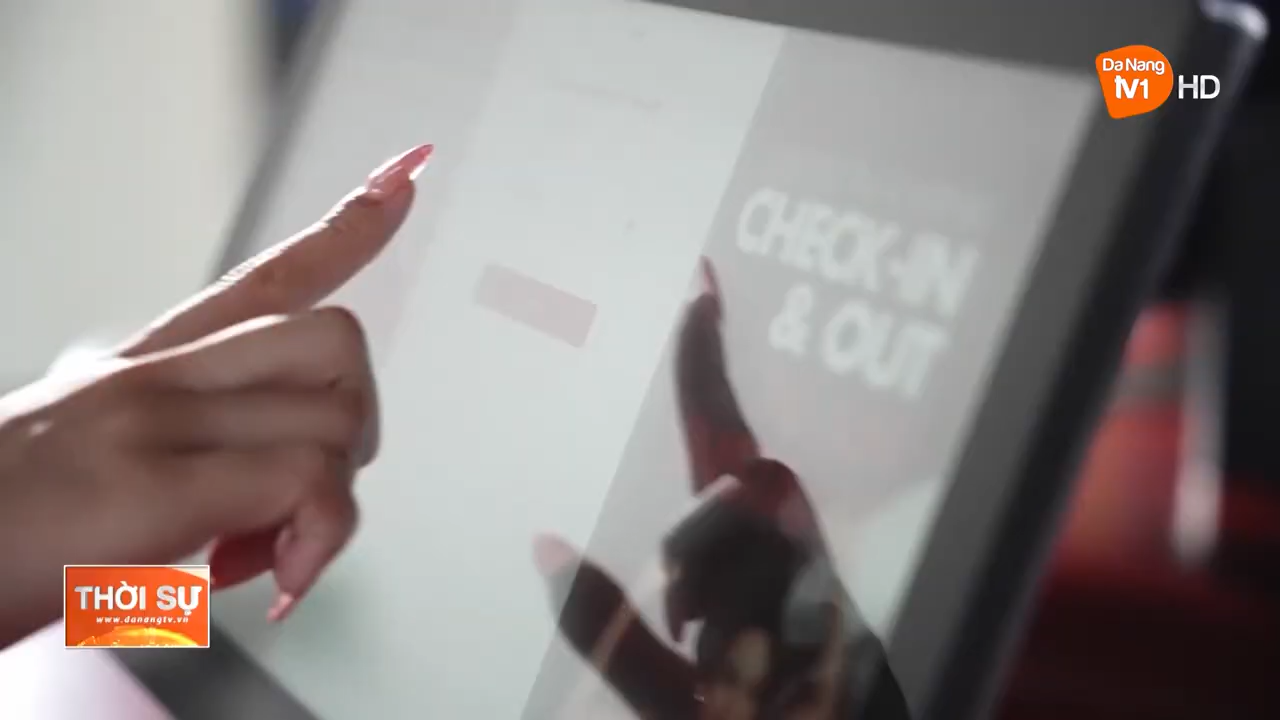 Da Nang
TV1 HD
CHECK-IN
& OUT
THỜI SỰ
www.danangtv.vn